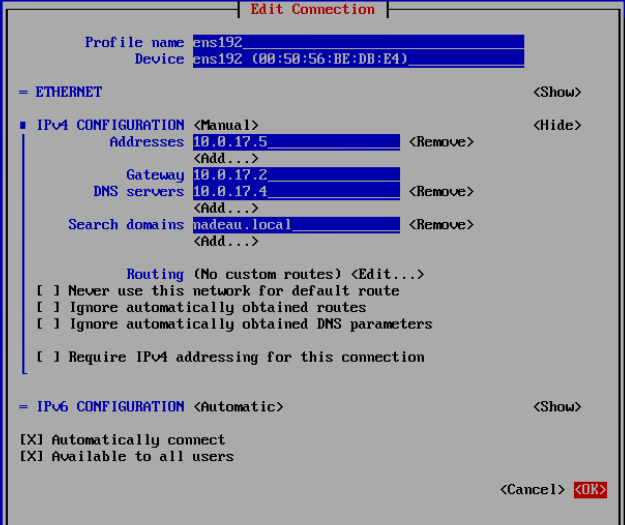 Edit Connection
Profile name ens192
Device ens192 (00:50:56:BE:DB:E4)
= ETHERNET <Show>
IPv4 CONFIGURATION <Manual> <Hide>
Addresses 10.0.17.5 <Remove>
<Add...>
Gateway 10.0.17.2
DNS servers 10.0.17.4 <Remove>
<Add...>
Search domains nadeau.local <Remove>
<Add...>
Routing (No custom routes) <Edit...>
[ ] Never use this network for default route
[ ] Ignore automatically obtained routes
[ ] Ignore automatically obtained DNS parameters
[ ] Require IPv4 addressing for this connection
= IPv6 CONFIGURATION <Automatic> <Show>
[X] Automatically connect
[X] Available to all users
<Cancel> <OK>